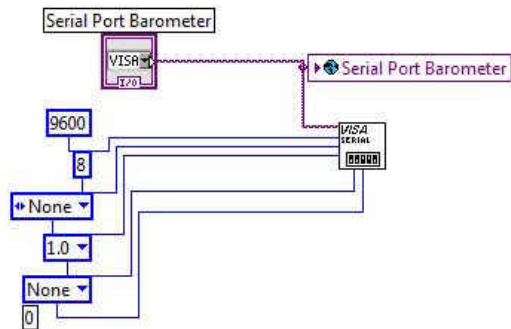 Serial Port Barometer
VISA
I/O
Serial Port Barometer
9600
VISA
SERIAL
8
None
1.0
None
0